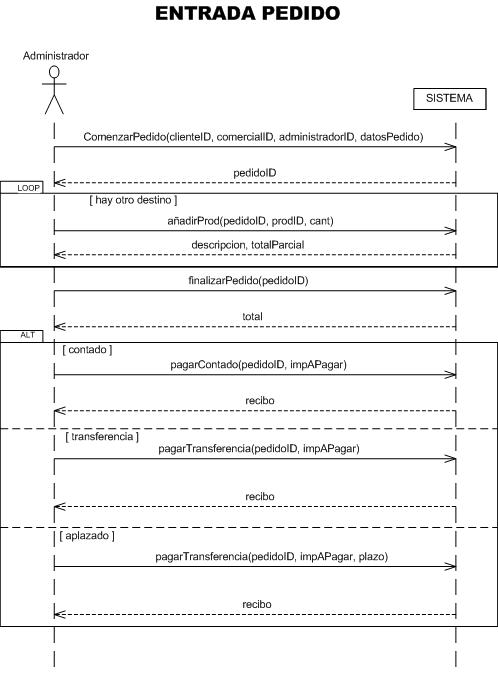 ENTRADA PEDIDO
Administrador
SISTEMA
ComenzarPedido(clienteID, comercialID, administradorID, datosPedido)
pedidoID
LOOP
[ hay otro destino ]
añadirProd(pedidoID, prodID, cant)
descripcion, totalParcial
finalizarPedido(pedidoID)
total
ALT
[ contado ]
pagarContado(pedidoID, impAPagar)
recibo
[ transferencia ]
pagarTransferencia(pedidoID, impAPagar)
recibo
[ aplazado ]
pagarTransferencia(pedidoID, impAPagar, plazo)
recibo